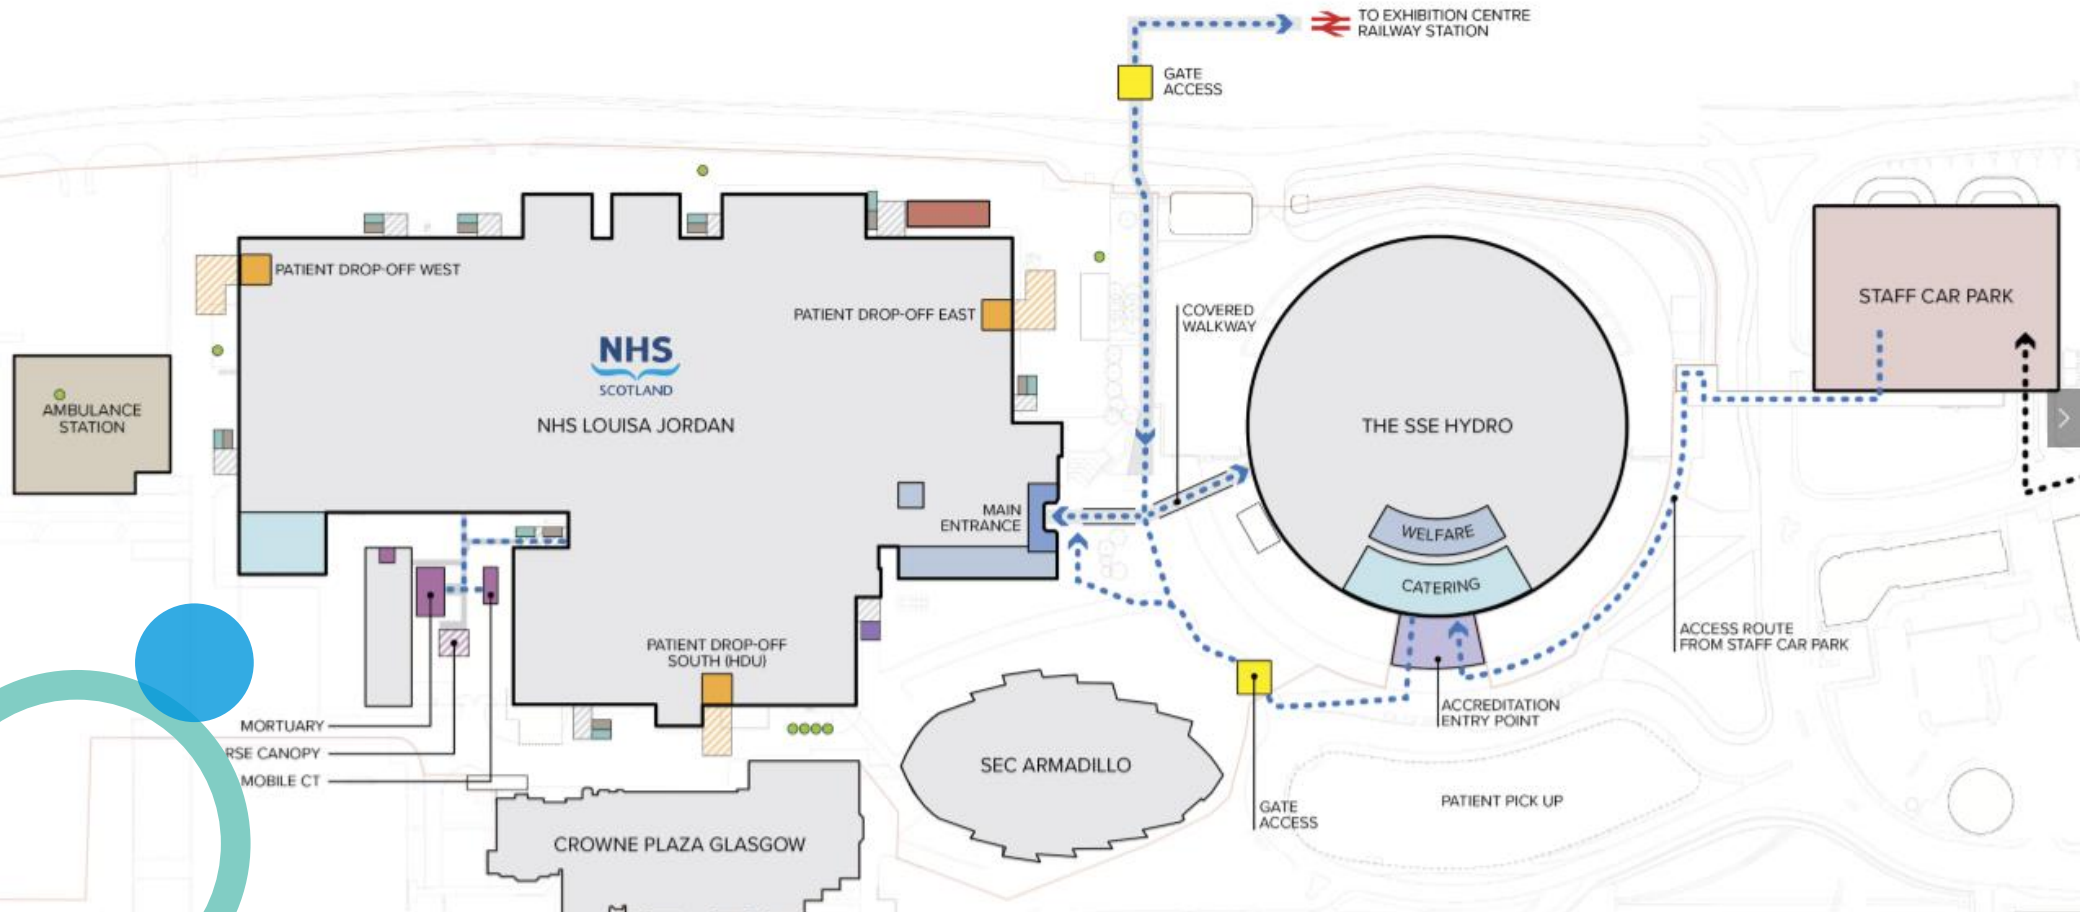 TO EXHIBITION CENTRE
RAILWAY STATION
GATE
ACCESS
PATIENT DROP-OFF WEST
PATIENT DROP-OFF EAST
COVERED
WALKWAY
STAFF CAR PARK
NHS
SCOTLAND
NHS LOUISA JORDAN
AMBULANCE
STATION
THE SSE HYDRO
MAIN
ENTRANCE
WELFARE
CATERING
PATIENT DROP-OFF
SOUTH (HDU)
ACCESS ROUTE
FROM STAFF CAR PARK
ACCREDITATION
ENTRY POINT
MORTUARY
RSE CANOPY
MOBILE CT
SEC ARMADILLO
PATIENT PICK UP
GATE
ACCESS
CROWNE PLAZA GLASGOW